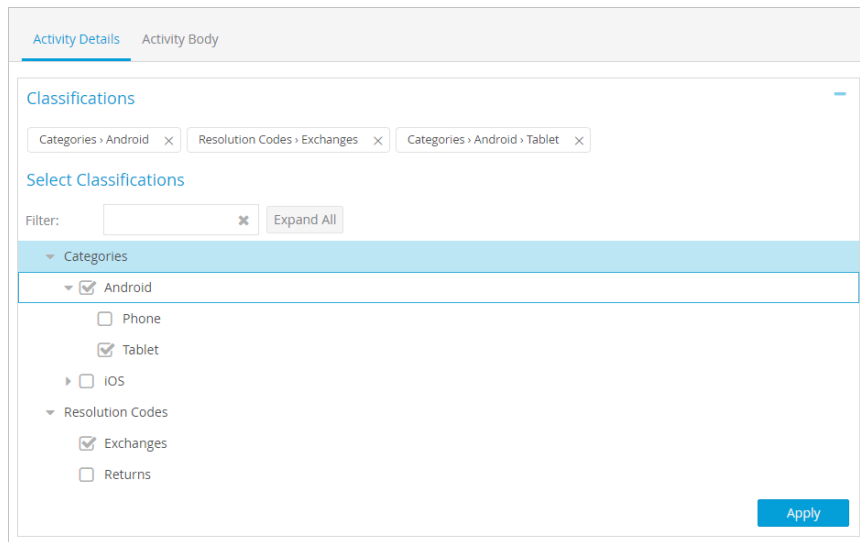 Activity Details Activity Body
Classifications
Categories › Android Resolution Codes › Exchanges Categories › Android › Tablet
Select Classifications
Filter: Expand All
Categories
Android
Phone
Tablet
iOS
Resolution Codes
Exchanges
Returns
Apply